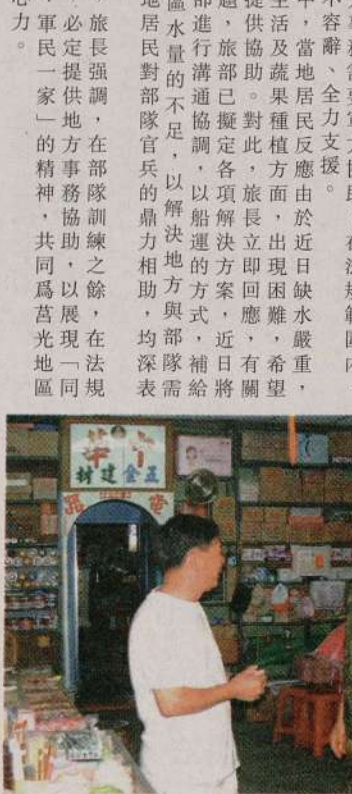 在法規範圍內
不容辭、全力支援。
中，當地居民反應由於近日缺水嚴重，
生活及蔬果種植方面，出現困難，希望
提供協助。對此，旅長立即回應，有關
題，旅部已擬定各項解決方案，近日將
部進行溝通協調，以船運的方式，補給
區水量的不足，以解決地方與部隊需
地居民對部隊官兵的鼎力相助，均深表
，旅長強調，在部隊訓練之餘，在法規
，必定提供地方事務協助，以展現「同
、軍民一家」的精神，共同爲莒光地區
心力。
五金建材